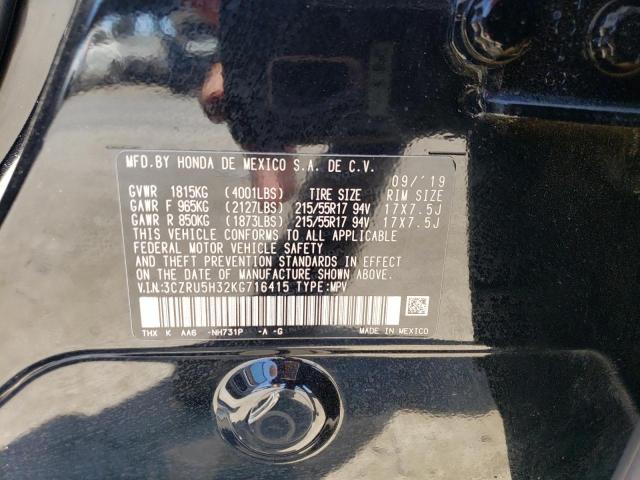 MFD.BY HONDA DE MEXICO S.A. DE C.V.
09/'19
GVWR 1815KG (4001LBS) TIRE SIZE RIM SIZE
GAWR F 965KG (2127LBS) 215/55R17 94V 17X7.5J
GAWR R 850KG (1873LBS) 215/55R17 94V 17X7.5J
THIS VEHICLE CONFORMS TO ALL APPLICABLE
FEDERAL MOTOR VEHICLE SAFETY
AND THEFT PREVENTION STANDARDS IN EFFECT
ON THE DATE OF MANUFACTURE SHOWN ABOVE.
V.I.N:3CZRU5H32KG716415 TYPE:MPV
THX K AA6 -NH731P -A -G MADE IN MEXICO